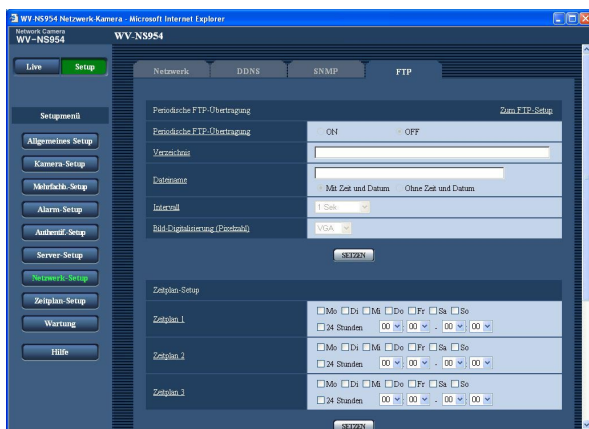 WV-NS954 Netzwerk-Kamera - Microsoft Internet Explorer
Network Camera
WV-NS954
WV-NS954
Live Setup
Netzwerk DDNS SNMP FTP
Setupmenü
Allgemeines Setup
Kamera-Setup
Mehrfachb.-Setup
Alarm-Setup
Authentif.-Setup
Server-Setup
Netzwerk-Setup
Zeitplan-Setup
Wartung
Hilfe
Periodische FTP-Übertragung Zum FTP-Setup
Periodische FTP-Übertragung ON OFF
Verzeichnis
Dateiname
Mit Zeit und Datum Ohne Zeit und Datum
Intervall 1 Sek
Bild-Digitalisierung (Pixelzahl) VGA
SETZEN
Zeitplan-Setup
Zeitplan 1
Mo Di Mi Do Fr Sa So
24 Stunden 00 : 00 - 00 : 00
Zeitplan 2
Mo Di Mi Do Fr Sa So
24 Stunden 00 : 00 - 00 : 00
Zeitplan 3
Mo Di Mi Do Fr Sa So
24 Stunden 00 : 00 - 00 : 00
SETZEN